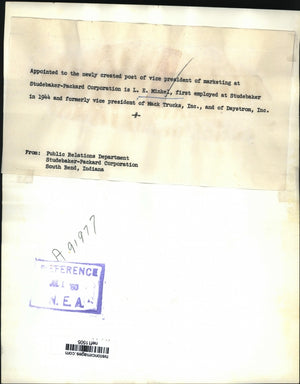 Appointed to the newly created post of vice president of marketing at
Studebaker-Packard Corporation is L. E. Minkel, first employed at Studebaker
in 1944 and formerly vice president of Mack Trucks, Inc., and of Daystrom, Inc.
-#-
From: Public Relations Department
Studebaker-Packard Corporation
South Bend, Indiana
A 91977
REFERENCE
N. E. A.
historicimages.com